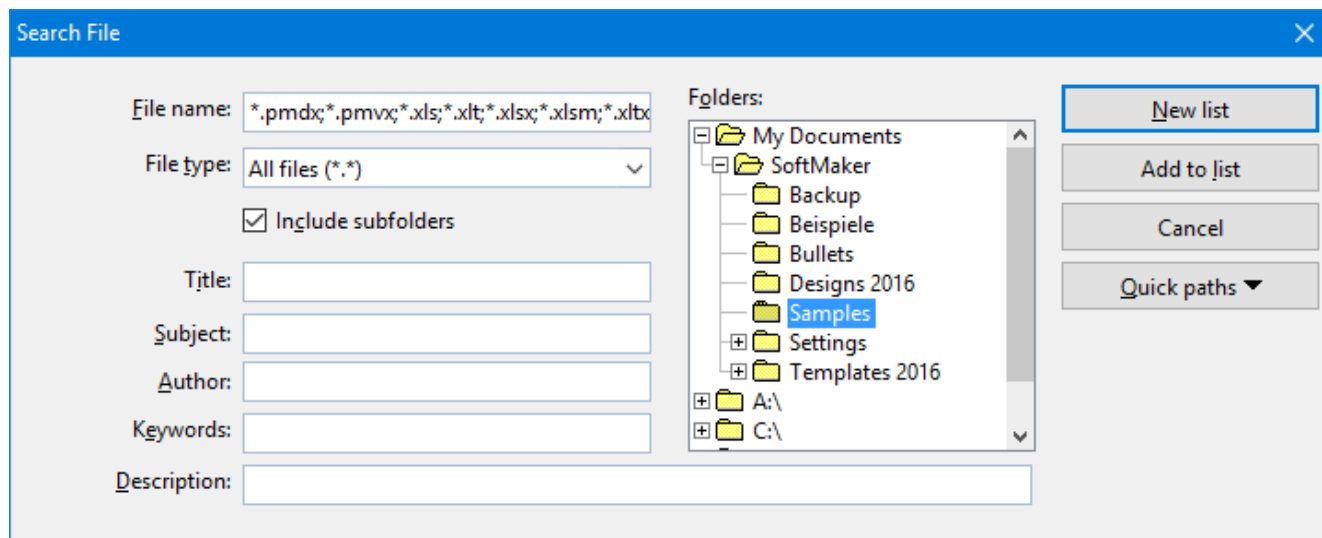 Search File
File name:
*.pmdx;*.pmvx;*.xls;*.xlt;*.xlsx;*.xlsm;*.xltx
File type:
All files (*.*)
Include subfolders
Title:
Subject:
Author:
Keywords:
Description:
Folders:
My Documents
SoftMaker
Backup
Beispiele
Bullets
Designs 2016
Samples
Settings
Templates 2016
A:\
C:\
New list
Add to list
Cancel
Quick paths